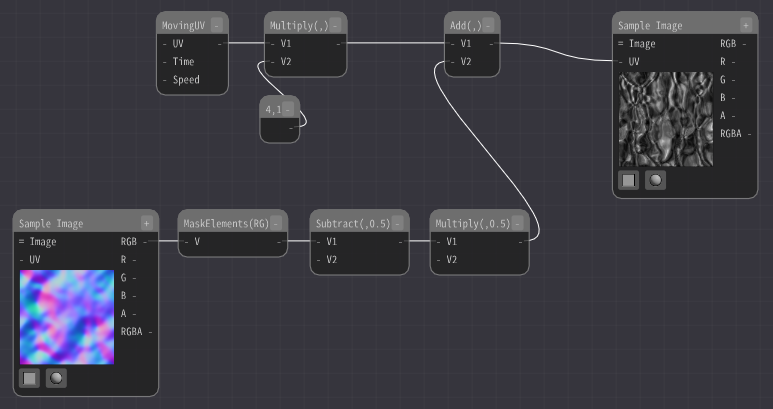 MovingUV -
- UV -
- Time
- Speed
Multiply(,) -
- V1 -
- V2
4,1 -
-
Add(,) -
- V1 -
- V2
Sample Image +
= Image RGB -
- UV R -
G -
B -
A -
RGBA -
Sample Image +
= Image RGB -
- UV R -
G -
B -
A -
RGBA -
MaskElements(RG) -
- V -
Subtract(,0.5) -
- V1 -
- V2
Multiply(,0.5) -
- V1 -
- V2